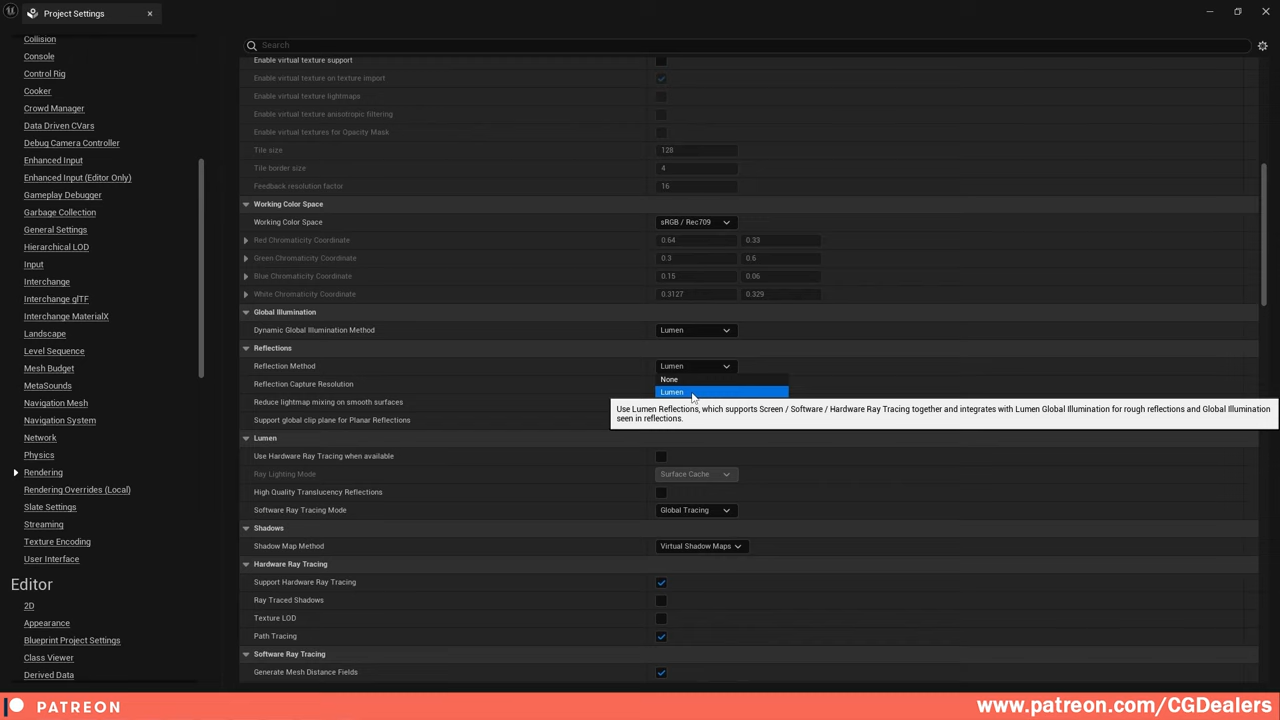 Project Settings
Collision
Console
Control Rig
Cooker
Crowd Manager
Data Driven CVars
Debug Camera Controller
Enhanced Input
Enhanced Input (Editor Only)
Gameplay Debugger
Garbage Collection
General Settings
Hierarchical LOD
Input
Interchange
Interchange glTF
Interchange MaterialX
Landscape
Level Sequence
Mesh Budget
MetaSounds
Navigation Mesh
Navigation System
Network
Physics
Rendering
Rendering Overrides (Local)
Slate Settings
Streaming
Texture Encoding
User Interface
Editor
2D
Appearance
Blueprint Project Settings
Class Viewer
Derived Data
Search
Enable virtual texture support
Enable virtual texture on texture import
Enable virtual texture lightmaps
Enable virtual texture anisotropic filtering
Enable virtual textures for Opacity Mask
Tile size 128
Tile border size 4
Feedback resolution factor 16
Working Color Space
Working Color Space sRGB / Rec709
Red Chromaticity Coordinate 0.64 0.33
Green Chromaticity Coordinate 0.3 0.6
Blue Chromaticity Coordinate 0.15 0.06
White Chromaticity Coordinate 0.3127 0.329
Global Illumination
Dynamic Global Illumination Method Lumen
Reflections
Reflection Method Lumen
None
Reflection Capture Resolution
Lumen
Reduce lightmap mixing on smooth surfaces
Use Lumen Reflections, which supports Screen / Software / Hardware Ray Tracing together and integrates with Lumen Global Illumination for rough reflections and Global Illumination
seen in reflections.
Support global clip plane for Planar Reflections
Lumen
Use Hardware Ray Tracing when available
Ray Lighting Mode Surface Cache
High Quality Translucency Reflections
Software Ray Tracing Mode Global Tracing
Shadows
Shadow Map Method Virtual Shadow Maps
Hardware Ray Tracing
Support Hardware Ray Tracing
Ray Traced Shadows
Texture LOD
Path Tracing
Software Ray Tracing
Generate Mesh Distance Fields
PATREON
www.patreon.com/CGDealers